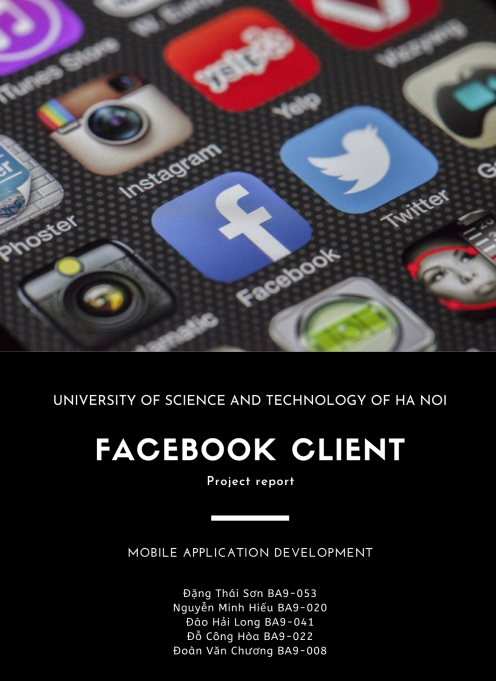 iTunes Store
Yelp
yelp
Instagram
Twitter
Phoster
Facebook
f
UNIVERSITY OF SCIENCE AND TECHNOLOGY OF HA NOI
FACEBOOK CLIENT
Project report
MOBILE APPLICATION DEVELOPMENT
Đặng Thái Sơn BA9-053
Nguyễn Minh Hiếu BA9-020
Đào Hải Long BA9-041
Đỗ Công Hòa BA9-022
Đoàn Văn Chương BA9-008